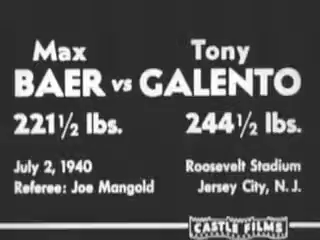 Max Tony
BAER vs GALENTO
221½ lbs. 244½ lbs.
July 2, 1940 Roosevelt Stadium
Referee: Joe Mangold Jersey City, N. J.
CASTLE FILMS